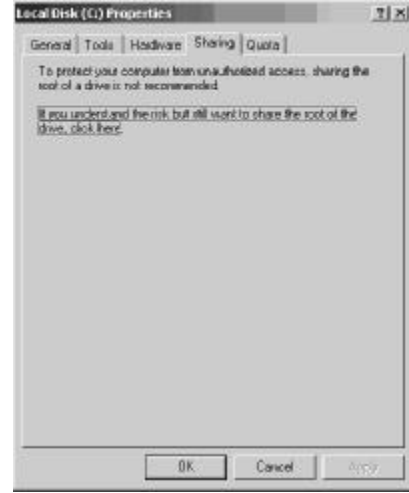 Local Disk (C:) Properties
General Tools Hardware Sharing Quota
To protect your computer from unauthorized access, sharing the
root of a drive is not recommended.
If you understand the risk but still want to share the root of the
drive, click here.
OK Cancel Apply